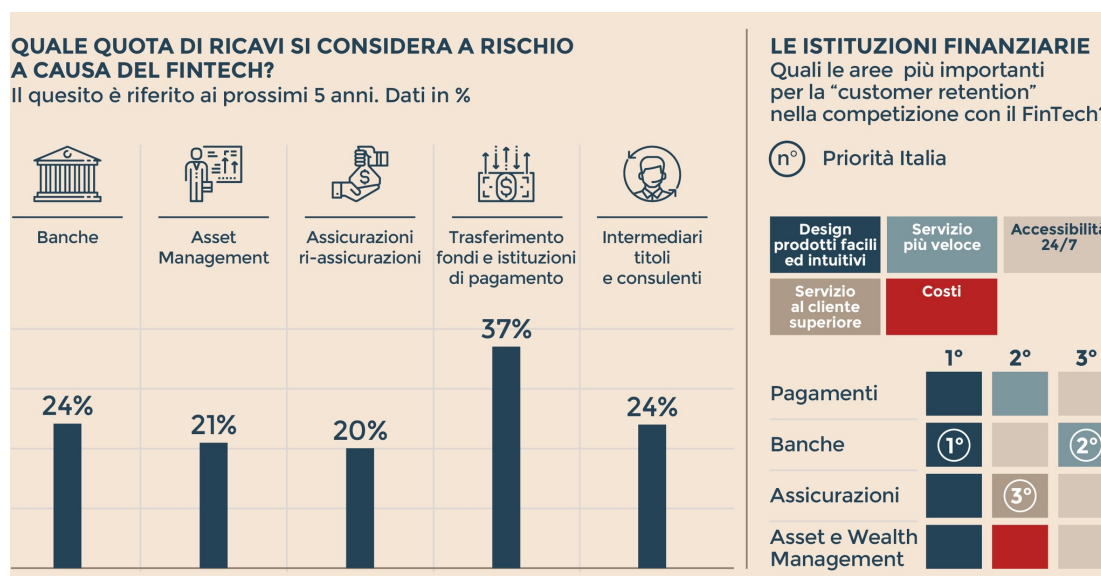 QUALE QUOTA DI RICAVI SI CONSIDERA A RISCHIO
A CAUSA DEL FINTECH?
Il quesito è riferito ai prossimi 5 anni. Dati in %
Banche
Asset
Management
Assicurazioni
ri-assicurazioni
Trasferimento
fondi e istituzioni
di pagamento
Intermediari
titoli
e consulenti
24%
21%
20%
37%
24%
LE ISTITUZIONI FINANZIARIE
Quali le aree più importanti
per la “customer retention”
nella competizione con il FinTech?
n° Priorità Italia
Design
prodotti facili
ed intuitivi
Servizio
più veloce
Accessibilità
24/7
Servizio
al cliente
superiore
Costi
1° 2° 3°
Pagamenti
Banche 1° 2°
Assicurazioni 3°
Asset e Wealth
Management